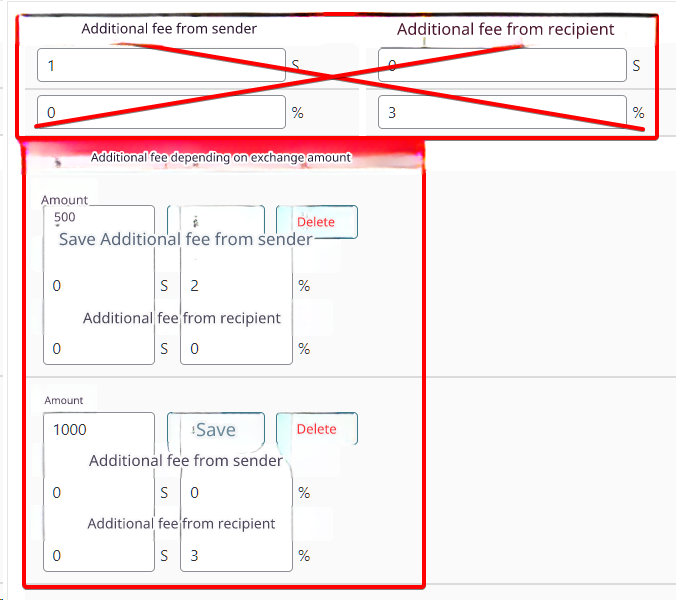 Additional fee from sender Additional fee from recipient
1 S 0 S
0 % 3 %
Additional fee depending on exchange amount
Amount
500 Delete
Save Additional fee from sender
0 S 2 %
Additional fee from recipient
0 S 0 %
Amount
1000 Save Delete
Additional fee from sender
0 S 0 %
Additional fee from recipient
0 S 3 %